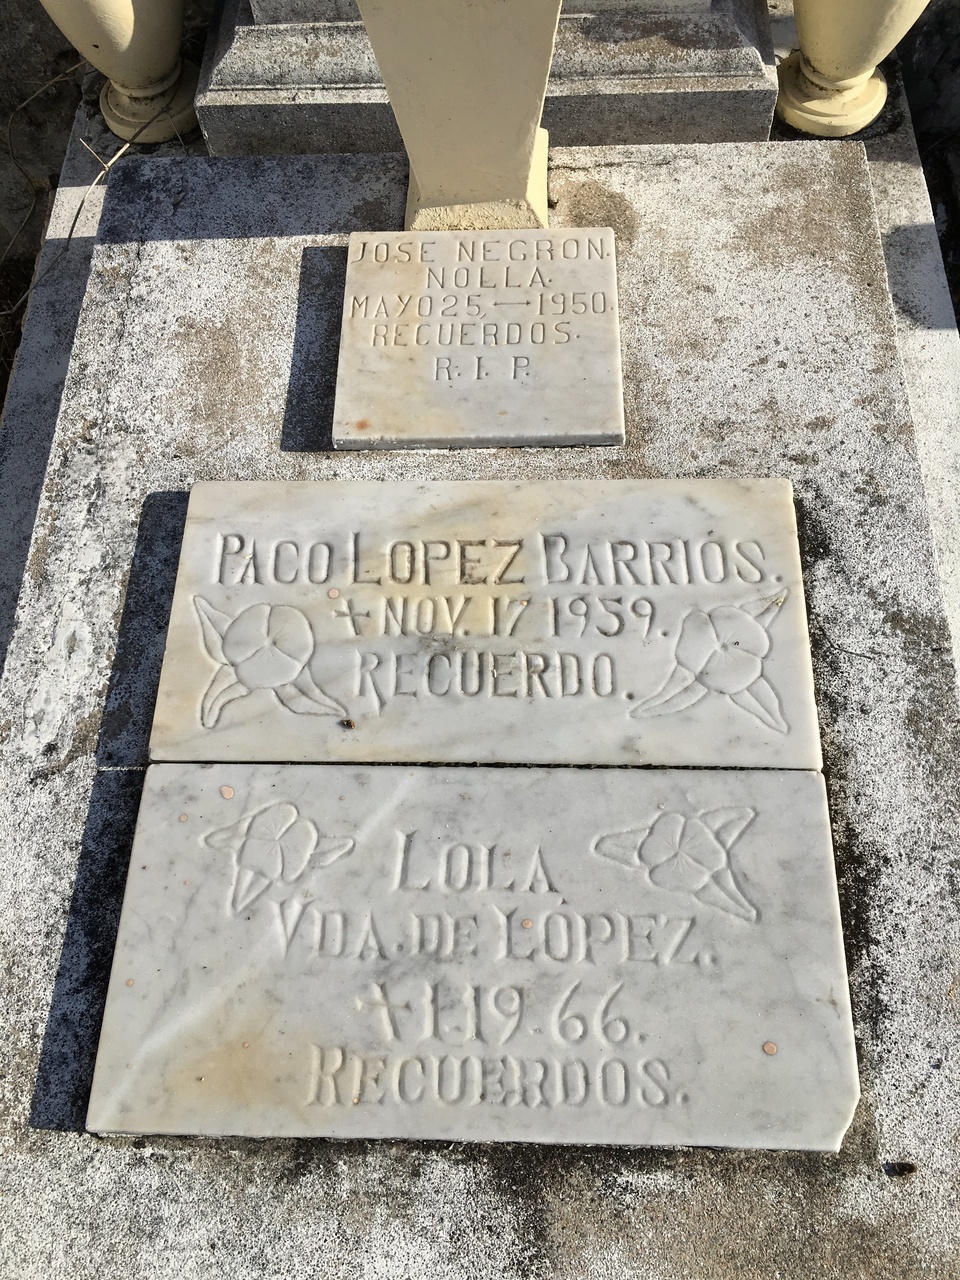 JOSE NEGRON.
NOLLA.
MAYO 25, — 1950.
RECUERDOS.
R. I. P.
PACO LOPEZ BARRIOS.
+ NOV. 17 1959.
RECUERDO.
LOLA
VDA. DE LÓPEZ.
+ 1-19 66.
RECUERDOS.